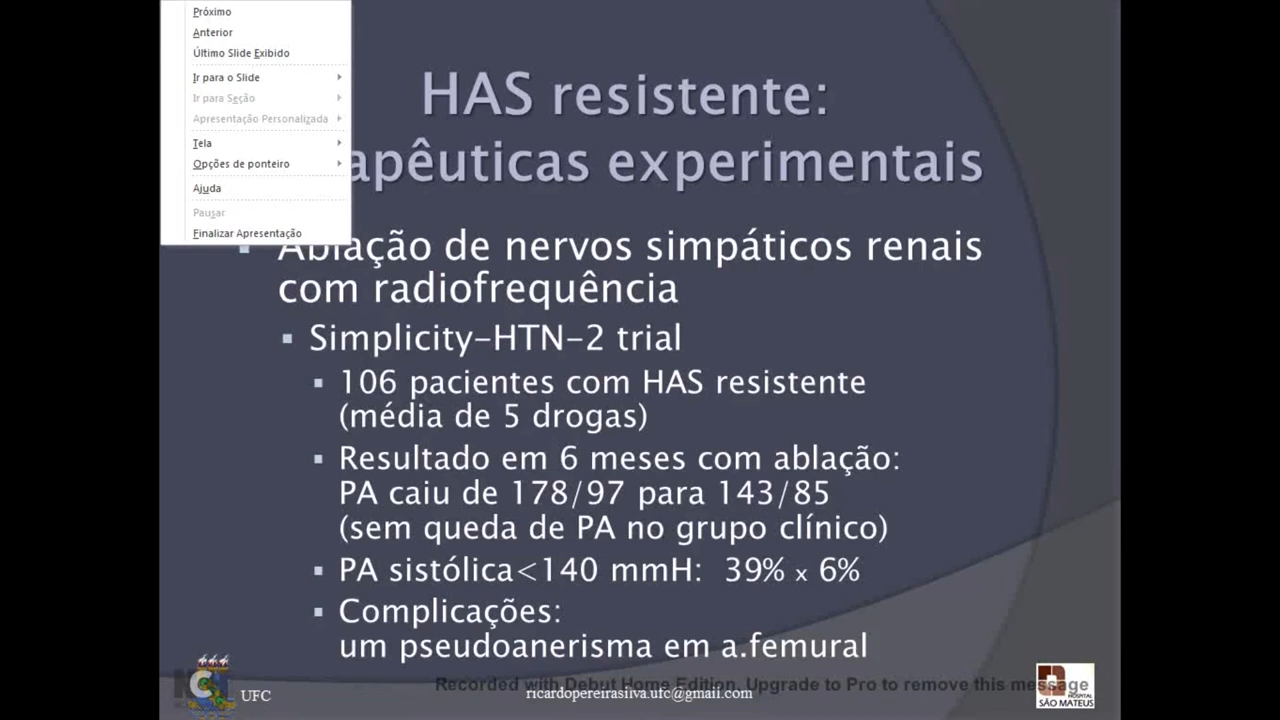 Próximo
Anterior
Último Slide Exibido
Ir para o Slide
Ir para Seção
Apresentação Personalizada
Tela
Opções de ponteiro
Ajuda
Pausar
Finalizar Apresentação
HAS resistente:
apêuticas experimentais
Ablação de nervos simpáticos renais
com radiofrequência
Simplicity-HTN-2 trial
106 pacientes com HAS resistente
(média de 5 drogas)
Resultado em 6 meses com ablação:
PA caiu de 178/97 para 143/85
(sem queda de PA no grupo clínico)
PA sistólica<140 mmH: 39% x 6%
Complicações:
um pseudoanerisma em a.femural
Recorded with Debut Home Edition. Upgrade to Pro to remove this message
UFC
ricardopereirasilva.ufc@gmail.com
HOSPITAL
SÃO MATEUS